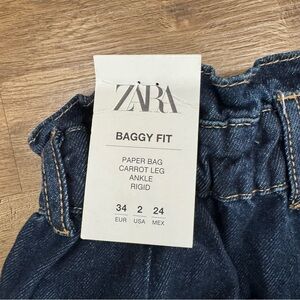 ZARA
BAGGY FIT
PAPER BAG
CARROT LEG
ANKLE
RIGID
34 2 24
EUR USA MEX